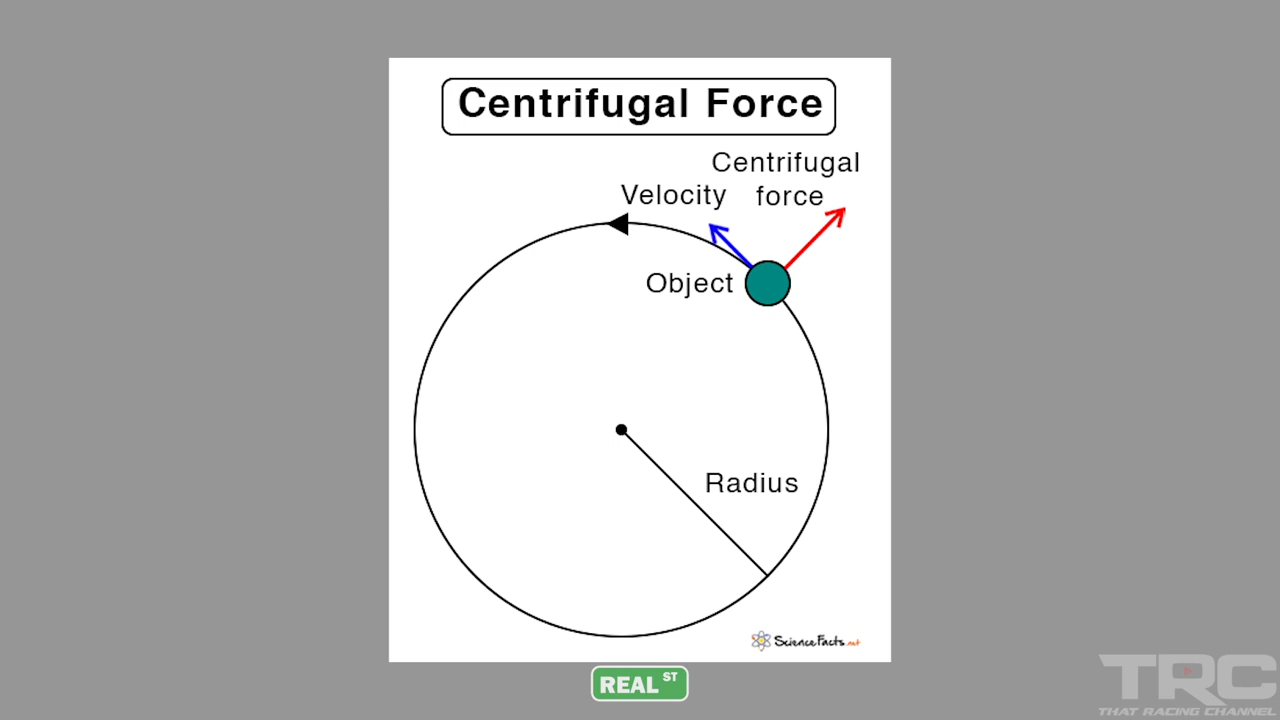 Centrifugal Force
Centrifugal
force
Velocity
Object
Radius
ScienceFacts.net
REAL ST
TRC
THAT RACING CHANNEL